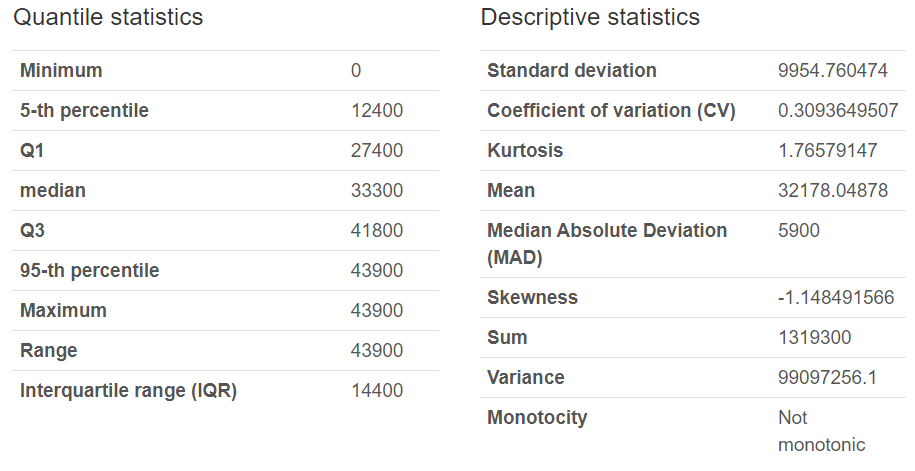 Quantile statistics
Minimum 0
5-th percentile 12400
Q1 27400
median 33300
Q3 41800
95-th percentile 43900
Maximum 43900
Range 43900
Interquartile range (IQR) 14400
Descriptive statistics
Standard deviation 9954.760474
Coefficient of variation (CV) 0.3093649507
Kurtosis 1.76579147
Mean 32178.04878
Median Absolute Deviation 5900
(MAD)
Skewness -1.148491566
Sum 1319300
Variance 99097256.1
Monotocity Not
monotonic